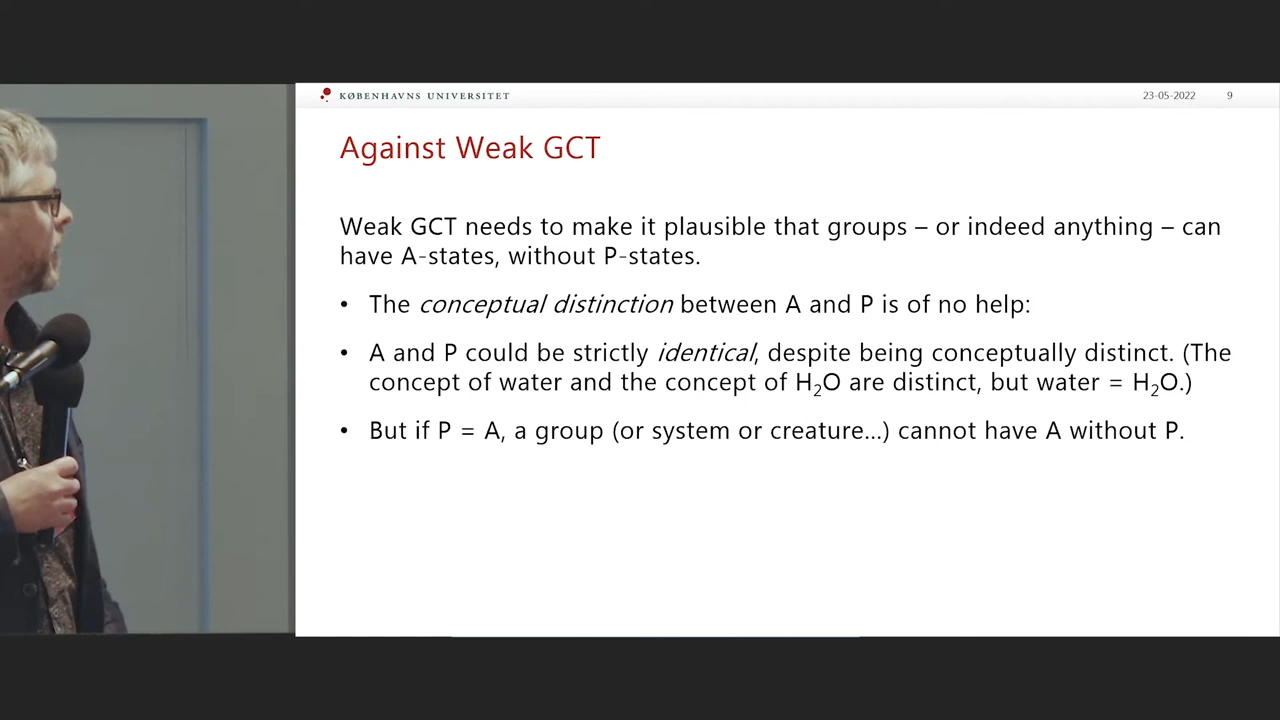 KØBENHAVNS UNIVERSITET
23-05-2022 9
Against Weak GCT
Weak GCT needs to make it plausible that groups – or indeed anything – can
have A-states, without P-states.
• The conceptual distinction between A and P is of no help:
• A and P could be strictly identical, despite being conceptually distinct. (The
concept of water and the concept of H₂O are distinct, but water = H₂O.)
• But if P = A, a group (or system or creature...) cannot have A without P.